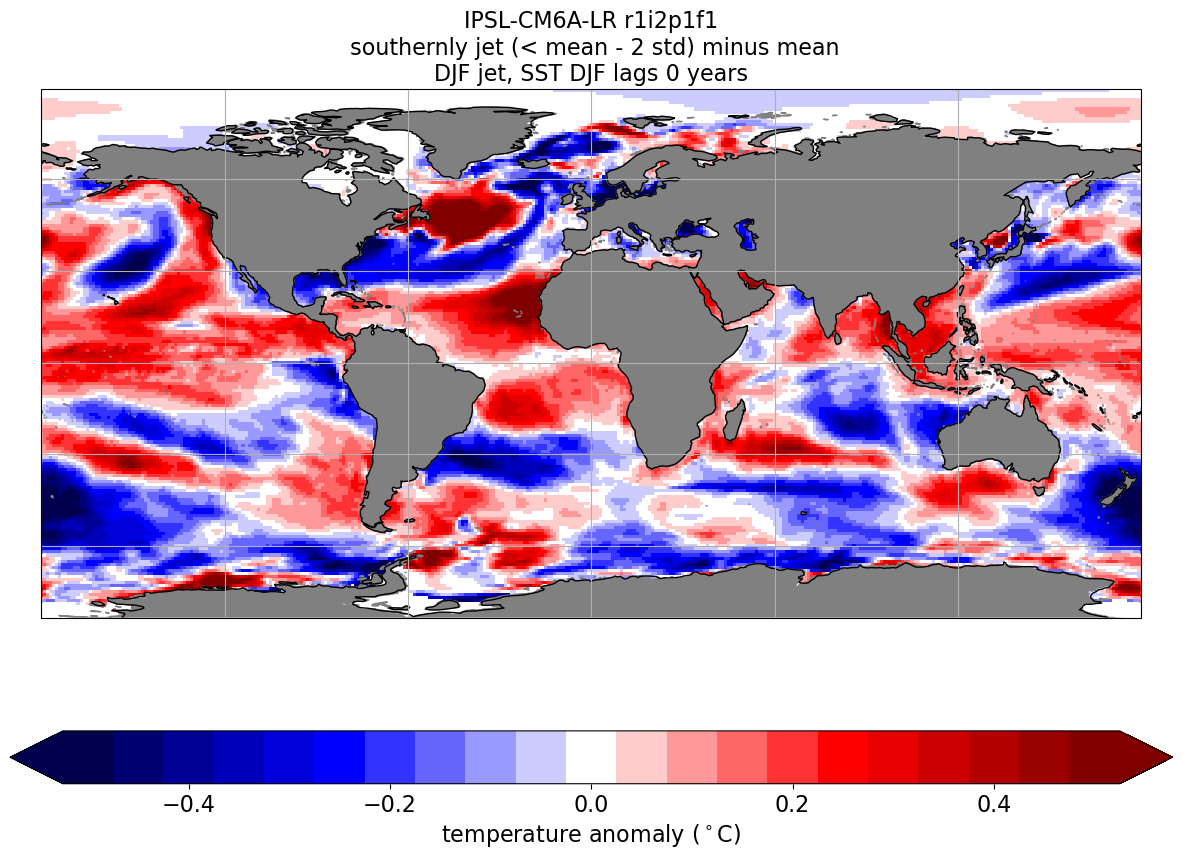 IPSL-CM6A-LR r1i2p1f1
southernly jet (< mean - 2 std) minus mean
DJF jet, SST DJF lags 0 years
−0.4 −0.2 0.0 0.2 0.4
temperature anomaly (°C)